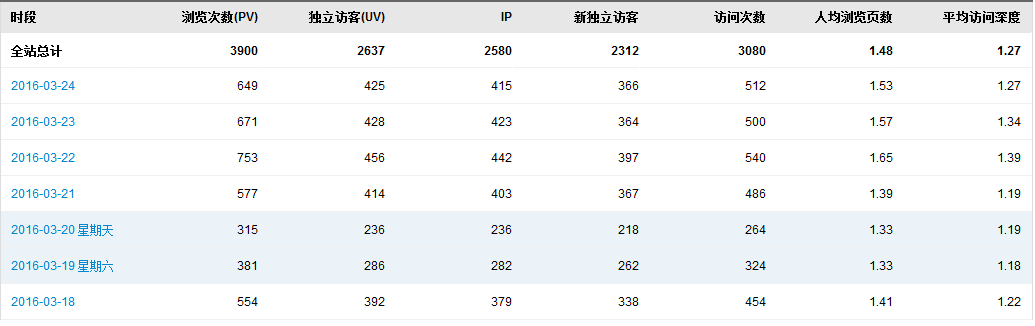 时段 浏览次数(PV) 独立访客(UV) IP 新独立访客 访问次数 人均浏览页数 平均访问深度
全站总计 3900 2637 2580 2312 3080 1.48 1.27
2016-03-24 649 425 415 366 512 1.53 1.27
2016-03-23 671 428 423 364 500 1.57 1.34
2016-03-22 753 456 442 397 540 1.65 1.39
2016-03-21 577 414 403 367 486 1.39 1.19
2016-03-20 星期天 315 236 236 218 264 1.33 1.19
2016-03-19 星期六 381 286 282 262 324 1.33 1.18
2016-03-18 554 392 379 338 454 1.41 1.22